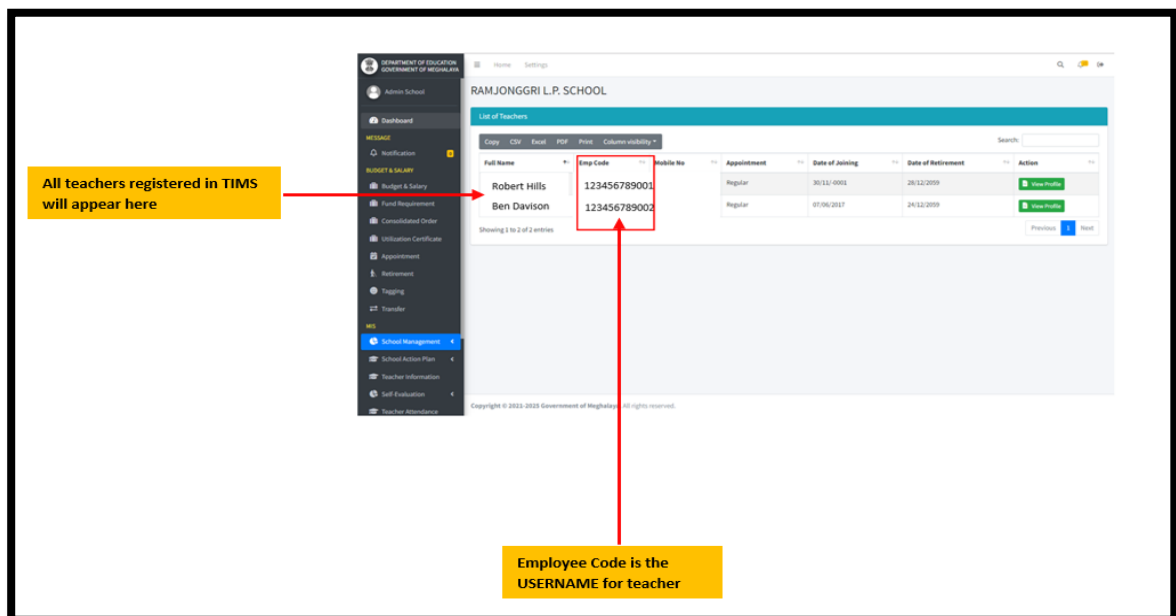 DEPARTMENT OF EDUCATION
GOVERNMENT OF MEGHALAYA
Home Settings
Admin School
RAMJONGGRI L.P. SCHOOL
Dashboard
List of Teachers
MESSAGE
Copy CSV Excel PDF Print Column visibility
Search:
Notification
Full Name Emp Code Mobile No Appointment Date of Joining Date of Retirement Action
BUDGET & SALARY
Budget & Salary
Robert Hills 123456789001 Regular 30/11/-0001 28/12/2059 View Profile
Fund Requirement
Ben Davison 123456789002 Regular 07/06/2017 24/12/2059 View Profile
Consolidated Order
Showing 1 to 2 of 2 entries
Previous 1 Next
Utilization Certificate
Appointment
Retirement
Tagging
Transfer
MIS
School Management
School Action Plan
Teacher Information
Self Evaluation
Teacher Attendance
Copyright © 2021-2025 Government of Meghalaya. All rights reserved.
All teachers registered in TIMS
will appear here
Employee Code is the
USERNAME for teacher